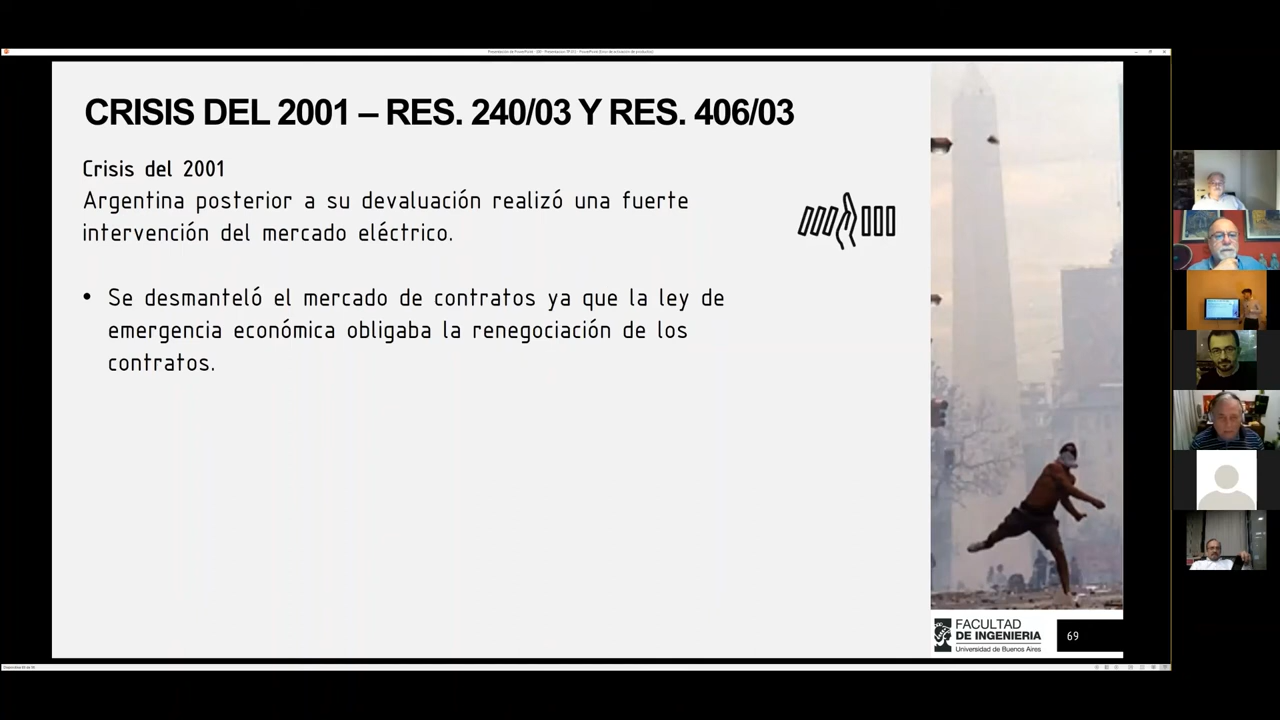 CRISIS DEL 2001 – RES. 240/03 Y RES. 406/03
Crisis del 2001
Argentina posterior a su devaluación realizó una fuerte
intervención del mercado eléctrico.
• Se desmanteló el mercado de contratos ya que la ley de
emergencia económica obligaba la renegociación de los
contratos.
FACULTAD
DE INGENIERIA
Universidad de Buenos Aires
69